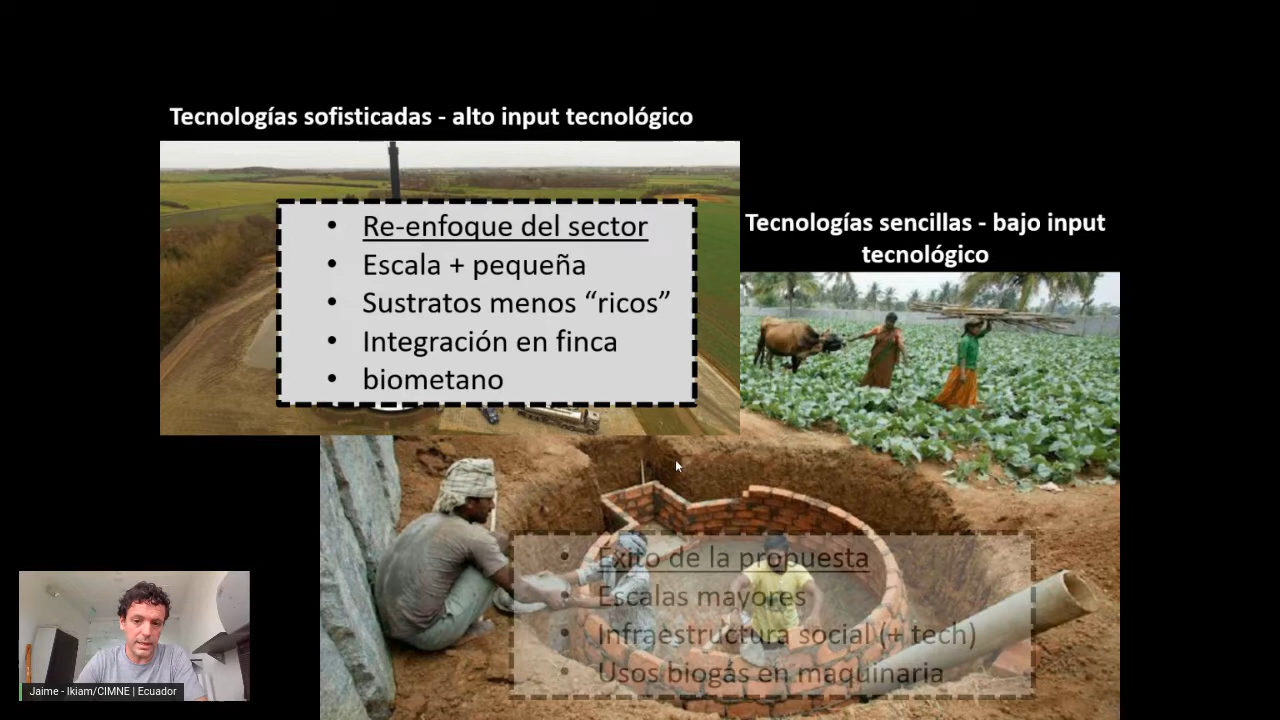 Tecnologías sofisticadas - alto input tecnológico
• Re-enfoque del sector
• Escala + pequeña
• Sustratos menos “ricos”
• Integración en finca
• biometano
Tecnologías sencillas - bajo input
tecnológico
• Éxito de la propuesta
• Escalas mayores
• Infraestructura social (+ tech)
• Usos biogás en maquinaria
Jaime - Ikiam/CIMNE | Ecuador